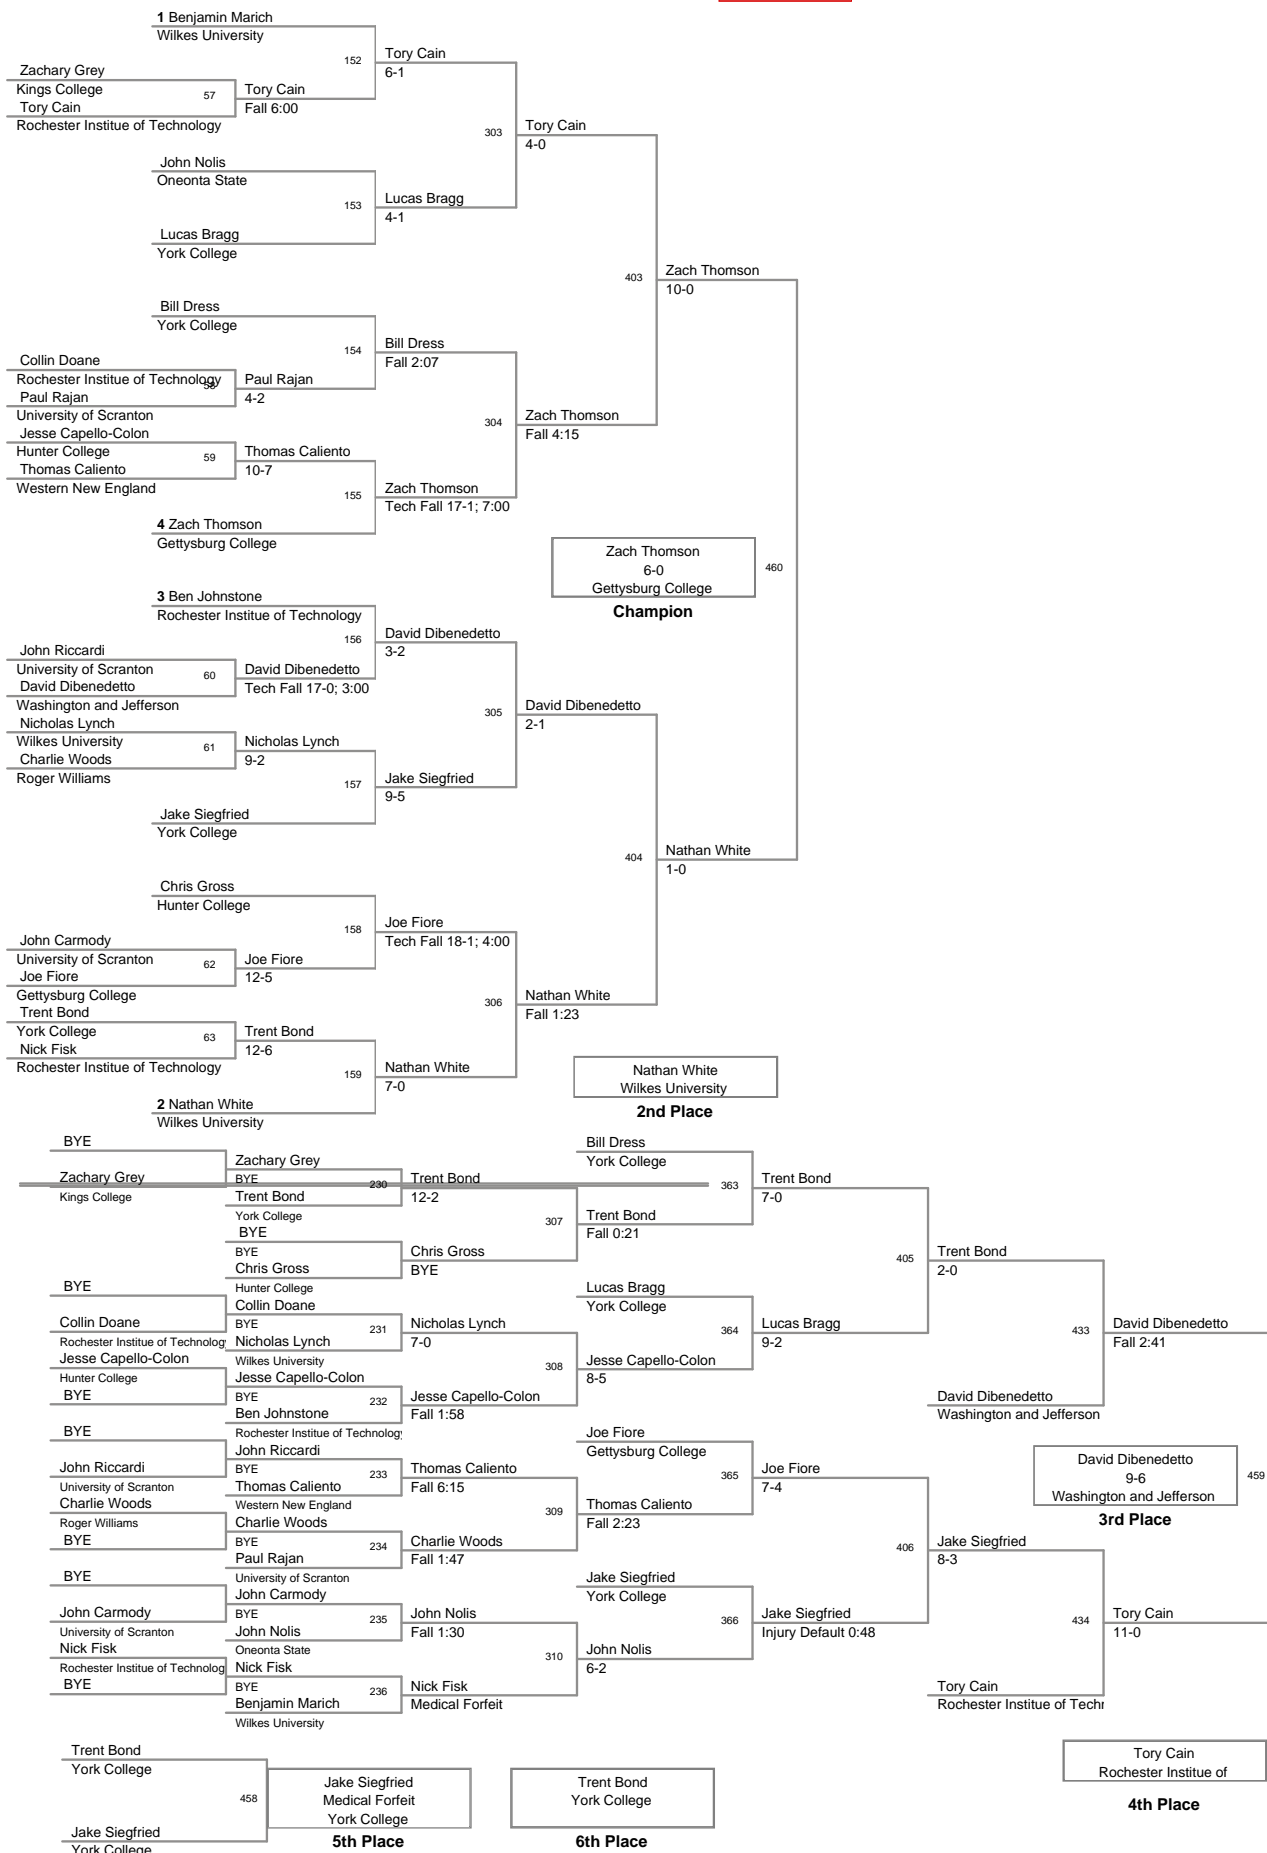 1 Benjamin Marich
Wilkes University
152
Tory Cain
6-1
Zachary Grey
Kings College
57
Tory Cain
Fall 6:00
Tory Cain
Rochester Institue of Technology
303
Tory Cain
4-0
John Nolis
Oneonta State
153
Lucas Bragg
4-1
Lucas Bragg
York College
403
Zach Thomson
10-0
Bill Dress
York College
154
Bill Dress
Fall 2:07
Collin Doane
Rochester Institue of Technology
58
Paul Rajan
4-2
Paul Rajan
University of Scranton
304
Zach Thomson
Fall 4:15
Jesse Capello-Colon
Hunter College
59
Thomas Caliento
10-7
Thomas Caliento
Western New England
155
Zach Thomson
Tech Fall 17-1; 7:00
4 Zach Thomson
Gettysburg College
Zach Thomson
6-0
Gettysburg College
460
Champion
3 Ben Johnstone
Rochester Institue of Technology
156
David Dibenedetto
3-2
John Riccardi
University of Scranton
60
David Dibenedetto
Tech Fall 17-0; 3:00
David Dibenedetto
Washington and Jefferson
305
David Dibenedetto
2-1
Nicholas Lynch
Wilkes University
61
Nicholas Lynch
9-2
Charlie Woods
Roger Williams
157
Jake Siegfried
9-5
Jake Siegfried
York College
404
Nathan White
1-0
Chris Gross
Hunter College
158
Joe Fiore
Tech Fall 18-1; 4:00
John Carmody
University of Scranton
62
Joe Fiore
12-5
Joe Fiore
Gettysburg College
306
Nathan White
Fall 1:23
Trent Bond
York College
63
Trent Bond
12-6
Nick Fisk
Rochester Institue of Technology
159
Nathan White
7-0
2 Nathan White
Wilkes University
Nathan White
Wilkes University
2nd Place
BYE
Zachary Grey
Kings College
Zachary Grey
BYE
230
Trent Bond
York College
Trent Bond
12-2
BYE
BYE
Chris Gross
Hunter College
Chris Gross
BYE
307
Trent Bond
Fall 0:21
Bill Dress
York College
363
Trent Bond
7-0
BYE
Collin Doane
Rochester Institue of Technology
Collin Doane
BYE
231
Nicholas Lynch
Wilkes University
Nicholas Lynch
7-0
Jesse Capello-Colon
Hunter College
BYE
Jesse Capello-Colon
BYE
232
Ben Johnstone
Rochester Institue of Technology
Jesse Capello-Colon
Fall 1:58
308
Jesse Capello-Colon
8-5
Lucas Bragg
York College
364
Lucas Bragg
9-2
405
Trent Bond
2-0
David Dibenedetto
Washington and Jefferson
433
David Dibenedetto
Fall 2:41
BYE
John Riccardi
University of Scranton
John Riccardi
BYE
233
Thomas Caliento
Western New England
Thomas Caliento
Fall 6:15
Charlie Woods
Roger Williams
BYE
Charlie Woods
BYE
234
Paul Rajan
University of Scranton
Charlie Woods
Fall 1:47
309
Thomas Caliento
Fall 2:23
Joe Fiore
Gettysburg College
365
Joe Fiore
7-4
David Dibenedetto
9-6
Washington and Jefferson
459
3rd Place
BYE
John Carmody
University of Scranton
John Carmody
BYE
235
John Nolis
Oneonta State
John Nolis
Fall 1:30
Nick Fisk
Rochester Institue of Technolog
BYE
Nick Fisk
BYE
236
Benjamin Marich
Wilkes University
Nick Fisk
Medical Forfeit
310
John Nolis
6-2
Jake Siegfried
York College
366
Jake Siegfried
Injury Default 0:48
406
Jake Siegfried
8-3
Tory Cain
Rochester Institue of Techr
434
Tory Cain
11-0
Tory Cain
Rochester Institue of
4th Place
Trent Bond
York College
458
Jake Siegfried
York College
Jake Siegfried
Medical Forfeit
York College
5th Place
Trent Bond
York College
6th Place